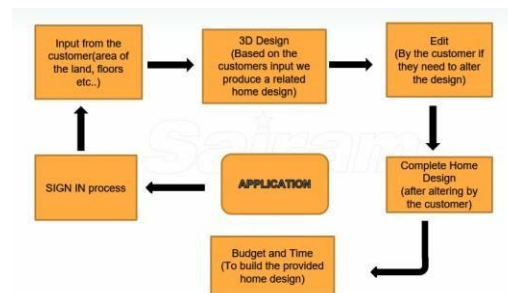 Input from the
customer(area of
the land, floors
etc..)
3D Design
(Based on the
customers input we
produce a related
home design)
Edit
(By the customer if
they need to alter
the design)
Sairam
SIGN IN process
APPLICATION
Complete Home
Design
(after altering by
the customer)
Budget and Time
(To build the provided
home design)